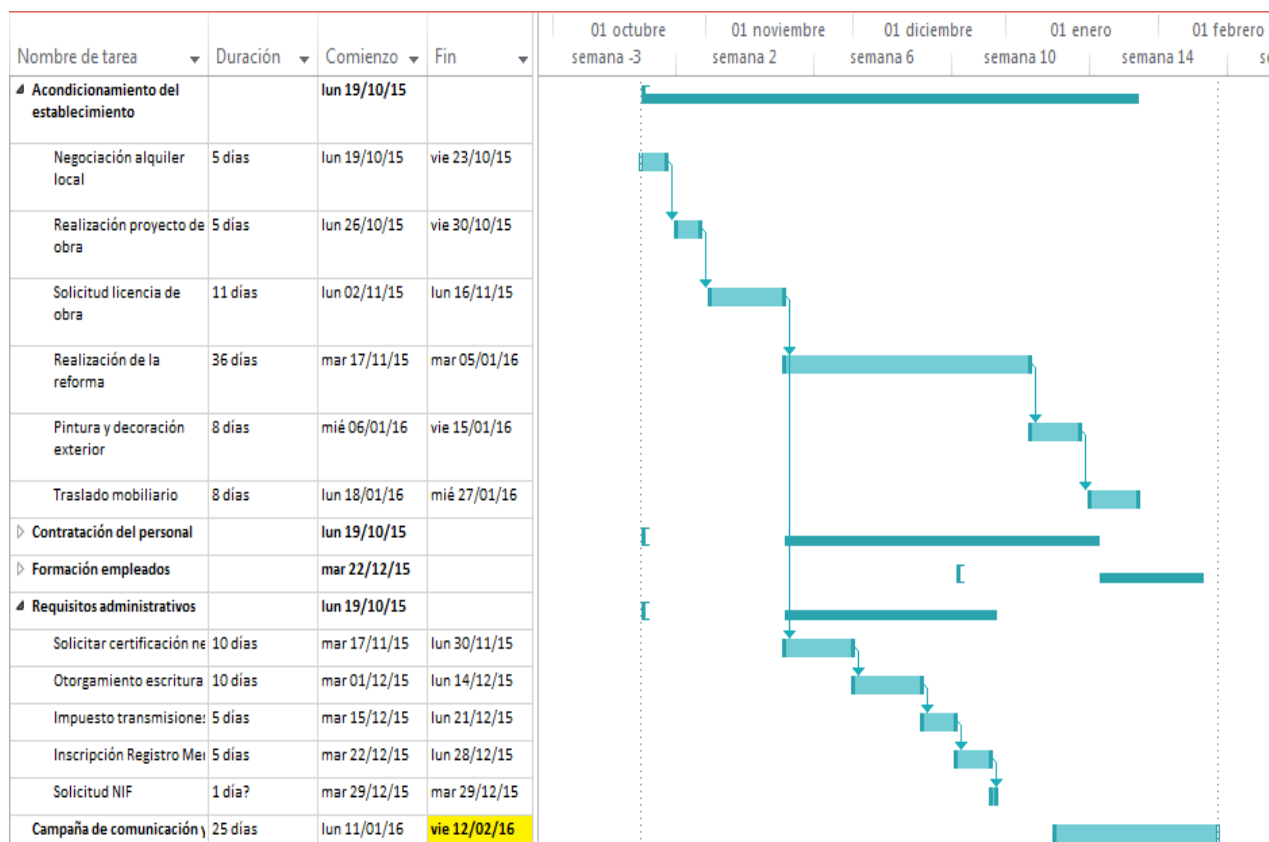 01 octubre 01 noviembre 01 diciembre 01 enero 01 febrero
Nombre de tarea Duración Comienzo Fin semana -3 semana 2 semana 6 semana 10 semana 14 se
Acondicionamiento del lun 19/10/15
establecimiento
Negociación alquiler 5 días lun 19/10/15 vie 23/10/15
local
Realización proyecto de 5 días lun 26/10/15 vie 30/10/15
obra
Solicitud licencia de 11 días lun 02/11/15 lun 16/11/15
obra
Realización de la 36 días mar 17/11/15 mar 05/01/16
reforma
Pintura y decoración 8 días mié 06/01/16 vie 15/01/16
exterior
Traslado mobiliario 8 días lun 18/01/16 mié 27/01/16
Contratación del personal lun 19/10/15
Formación empleados mar 22/12/15
Requisitos administrativos lun 19/10/15
Solicitar certificación ne 10 días mar 17/11/15 lun 30/11/15
Otorgamiento escritura 10 días mar 01/12/15 lun 14/12/15
Impuesto transmisiones 5 días mar 15/12/15 lun 21/12/15
Inscripción Registro Mer 5 días mar 22/12/15 lun 28/12/15
Solicitud NIF 1 día? mar 29/12/15 mar 29/12/15
Campaña de comunicación y 25 días lun 11/01/16 vie 12/02/16